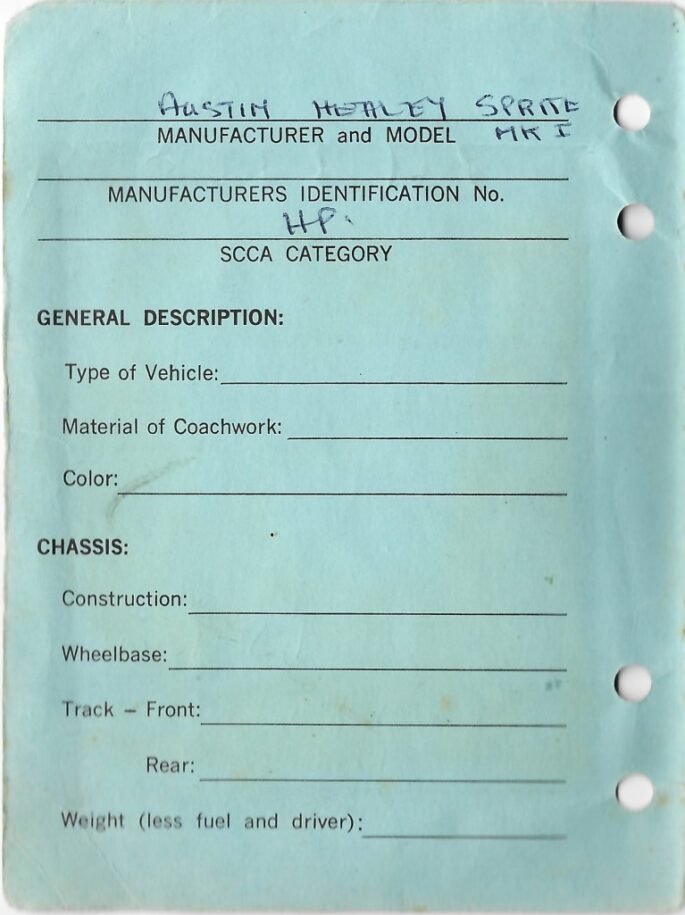 AUSTIN HEALEY SPRITE
MANUFACTURER and MODEL MK I
MANUFACTURERS IDENTIFICATION No.
HP.
SCCA CATEGORY
GENERAL DESCRIPTION:
Type of Vehicle:
Material of Coachwork:
Color:
CHASSIS:
Construction:
Wheelbase:
Track – Front:
Rear:
Weight (less fuel and driver):